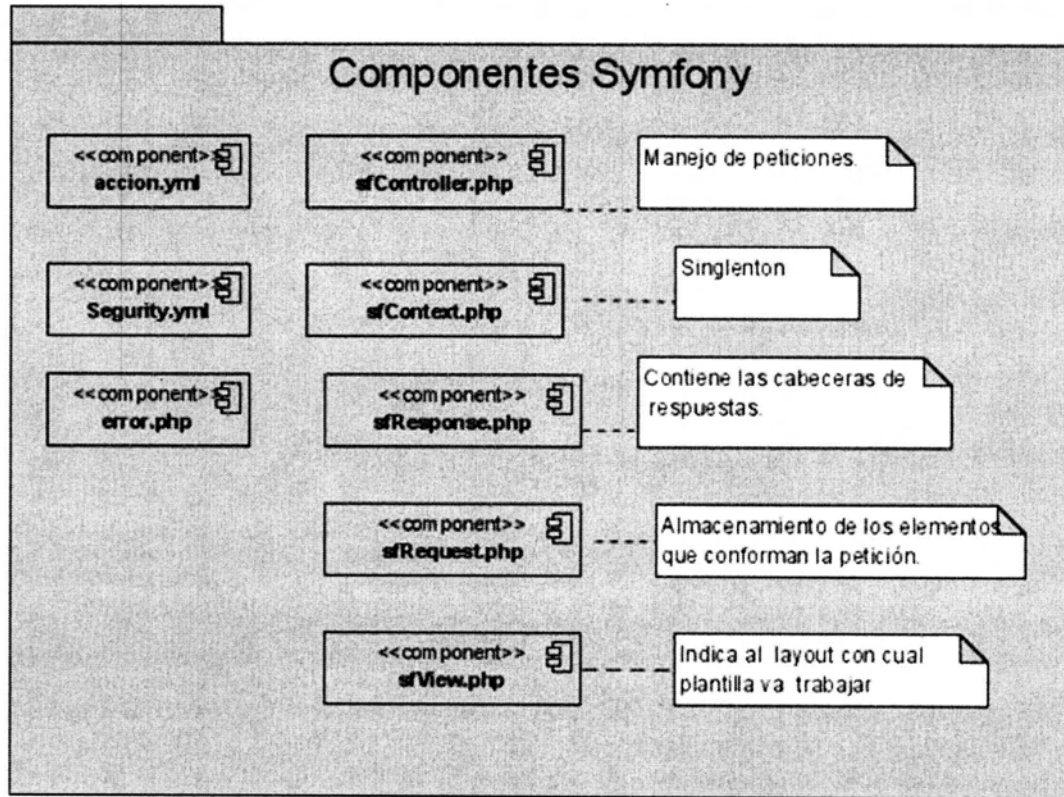 Componentes Symfony
<<component>>
accion.yml
<<component>>
sfController.php
Manejo de peticiones.
<<component>>
Segurity.yml
<<component>>
sfContext.php
Singlenton
<<component>>
error.php
<<component>>
sfResponse.php
Contiene las cabeceras de
respuestas.
<<component>>
sfRequest.php
Almacenamiento de los elementos
que conforman la petición.
<<component>>
sfView.php
Indica al layout con cual
plantilla va trabajar